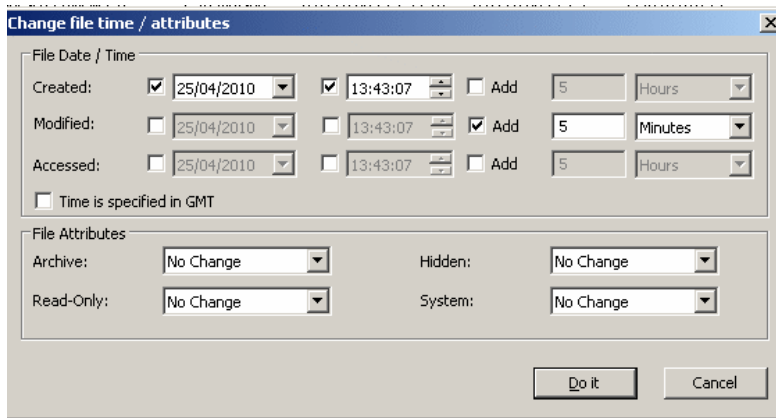 Change file time / attributes
File Date / Time
Created: 25/04/2010 13:43:07 Add 5 Hours
Modified: 25/04/2010 13:43:07 Add 5 Minutes
Accessed: 25/04/2010 13:43:07 Add 5 Hours
Time is specified in GMT
File Attributes
Archive: No Change Hidden: No Change
Read-Only: No Change System: No Change
Do it Cancel